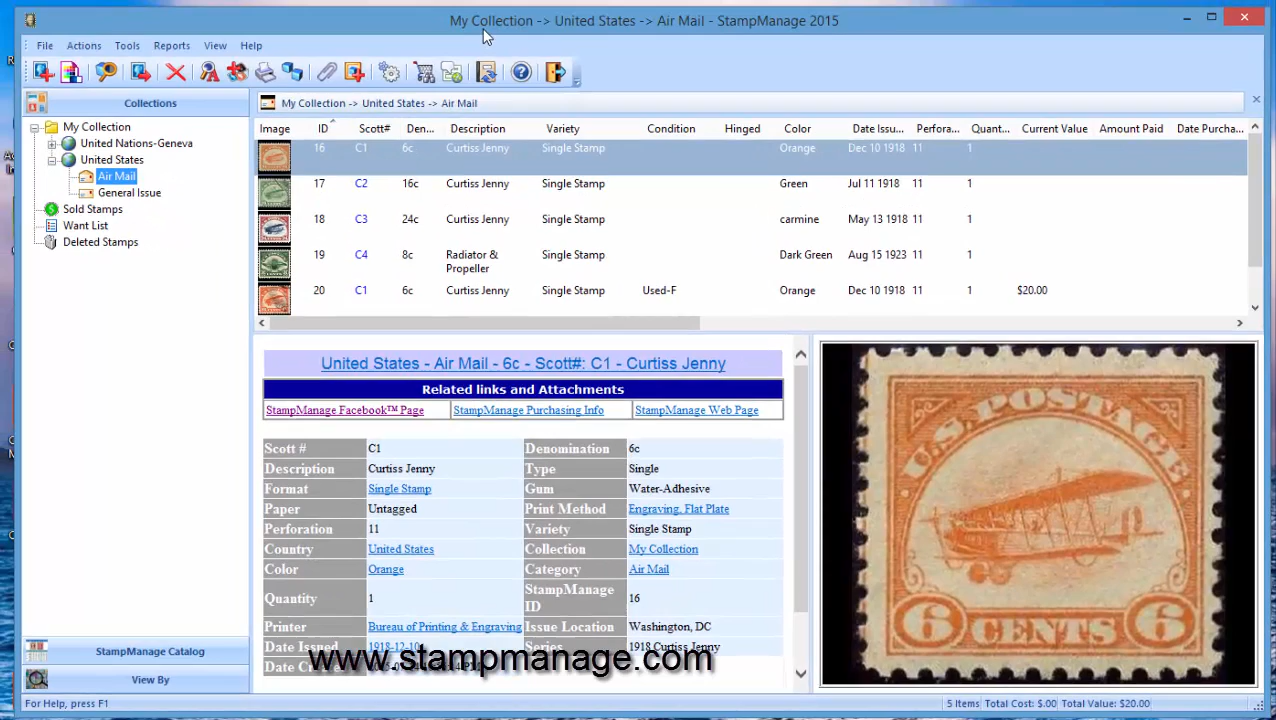 My Collection -> United States -> Air Mail - StampManage 2015
File Actions Tools Reports View Help
Collections
My Collection -> United States -> Air Mail
My Collection
United Nations-Geneva
United States
Air Mail
General Issue
Sold Stamps
Want List
Deleted Stamps
Image ID Scott# Den... Description Variety Condition Hinged Color Date Issu... Perfora... Quant... Current Value Amount Paid Date Purcha...
16 C1 6c Curtiss Jenny Single Stamp Orange Dec 10 1918 11 1
17 C2 16c Curtiss Jenny Single Stamp Green Jul 11 1918 11 1
18 C3 24c Curtiss Jenny Single Stamp carmine May 13 1918 11 1
19 C4 8c Radiator & Propeller Single Stamp Dark Green Aug 15 1923 11 1
20 C1 6c Curtiss Jenny Single Stamp Used-F Orange Dec 10 1918 11 1 $20.00
United States - Air Mail - 6c - Scott#: C1 - Curtiss Jenny
Related links and Attachments
StampManage Facebook™ Page StampManage Purchasing Info StampManage Web Page
Scott # C1 Denomination 6c
Description Curtiss Jenny Type Single
Format Single Stamp Gum Water-Adhesive
Paper Untagged Print Method Engraving, Flat Plate
Perforation 11 Variety Single Stamp
Country United States Collection My Collection
Color Orange Category Air Mail
Quantity 1 StampManage ID 16
Printer Bureau of Printing & Engraving Issue Location Washington, DC
Date Issued 1918-12-10 Series 1918 Curtiss Jenny
Date
U.S. POSTAGE
6 CENTS 6
www.stampmanage.com
StampManage Catalog
View By
For Help, press F1
5 Items Total Cost: $.00 Total Value: $20.00